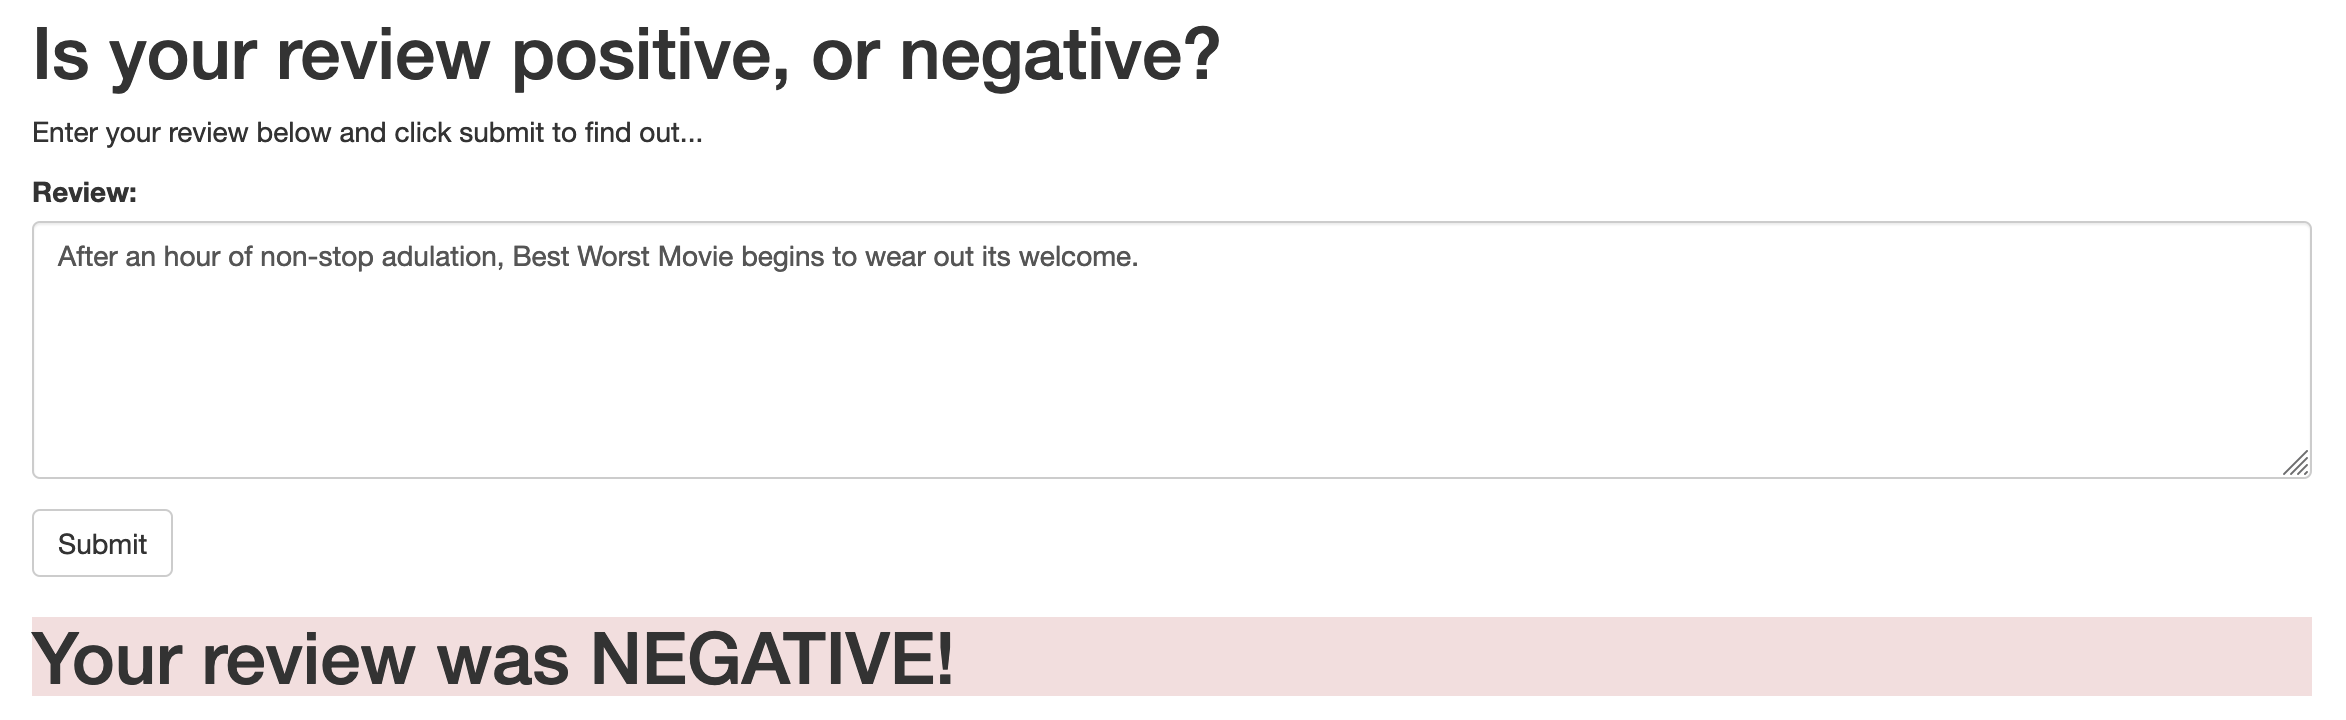 Is your review positive, or negative?
Enter your review below and click submit to find out...
Review:
After an hour of non-stop adulation, Best Worst Movie begins to wear out its welcome.
Submit
Your review was NEGATIVE!